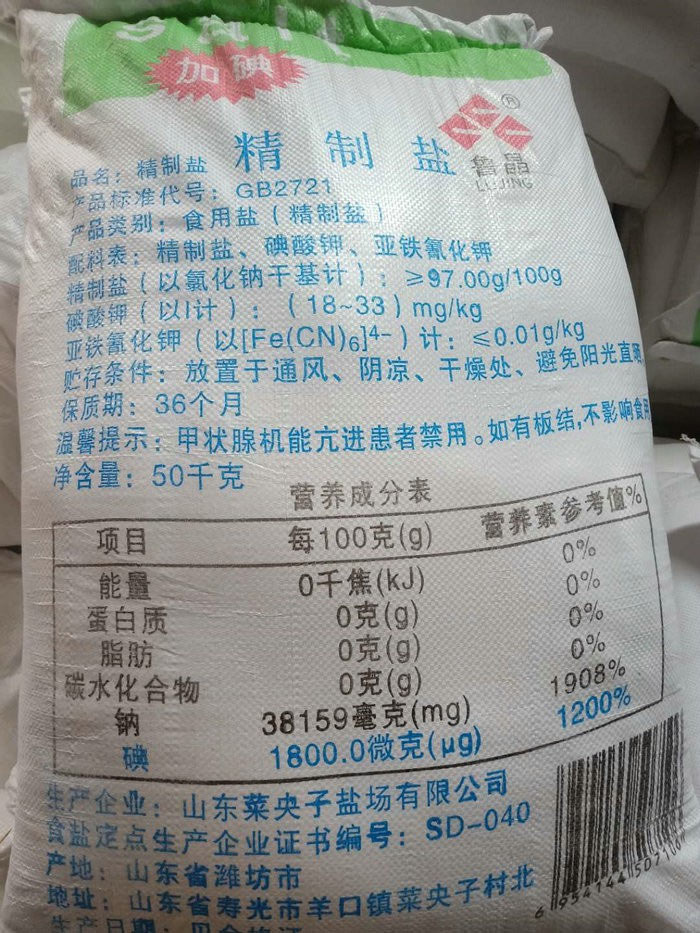 SALT
加碘
精制盐
鲁晶
LUJING
®
品名：精制盐
产品标准代号：GB2721
产品类别：食用盐（精制盐）
配料表：精制盐、碘酸钾、亚铁氰化钾
精制盐（以氯化钠干基计）：≥97.00g/100g
碘酸钾（以I计）：（18~33）mg/kg
亚铁氰化钾（以[Fe(CN)₆]⁴⁻）计：≤0.01g/kg
贮存条件：放置于通风、阴凉、干燥处、避免阳光直晒
保质期：36个月
温馨提示：甲状腺机能亢进患者禁用。如有板结,不影响食用
净含量：50千克
营养成分表
项目 每100克(g) 营养素参考值%
能量 0千焦(kJ) 0%
蛋白质 0克(g) 0%
脂肪 0克(g) 0%
碳水化合物 0克(g) 0%
钠 38159毫克(mg) 1908%
碘 1800.0微克(μg) 1200%
生产企业：山东菜央子盐场有限公司
食盐定点生产企业证书编号：SD-040
产地：山东省潍坊市
地址：山东省寿光市羊口镇菜央子村北
生产日期：见合格证
6 954144 50710